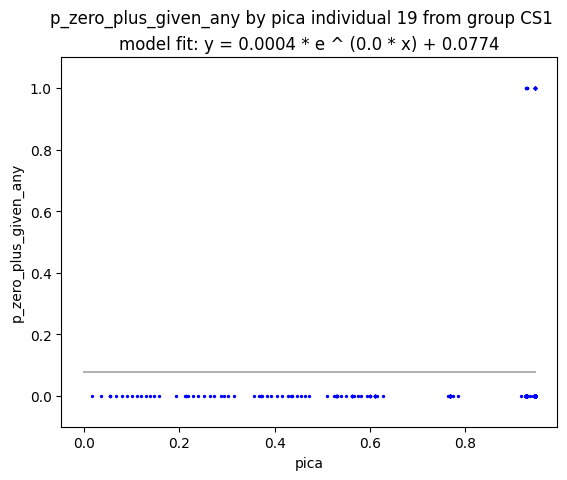 p_zero_plus_given_any by pica individual 19 from group CS1
model fit: y = 0.0004 * e ^ (0.0 * x) + 0.0774
1.0
0.8
0.6
0.4
0.2
0.0
p_zero_plus_given_any
0.0 0.2 0.4 0.6 0.8
pica